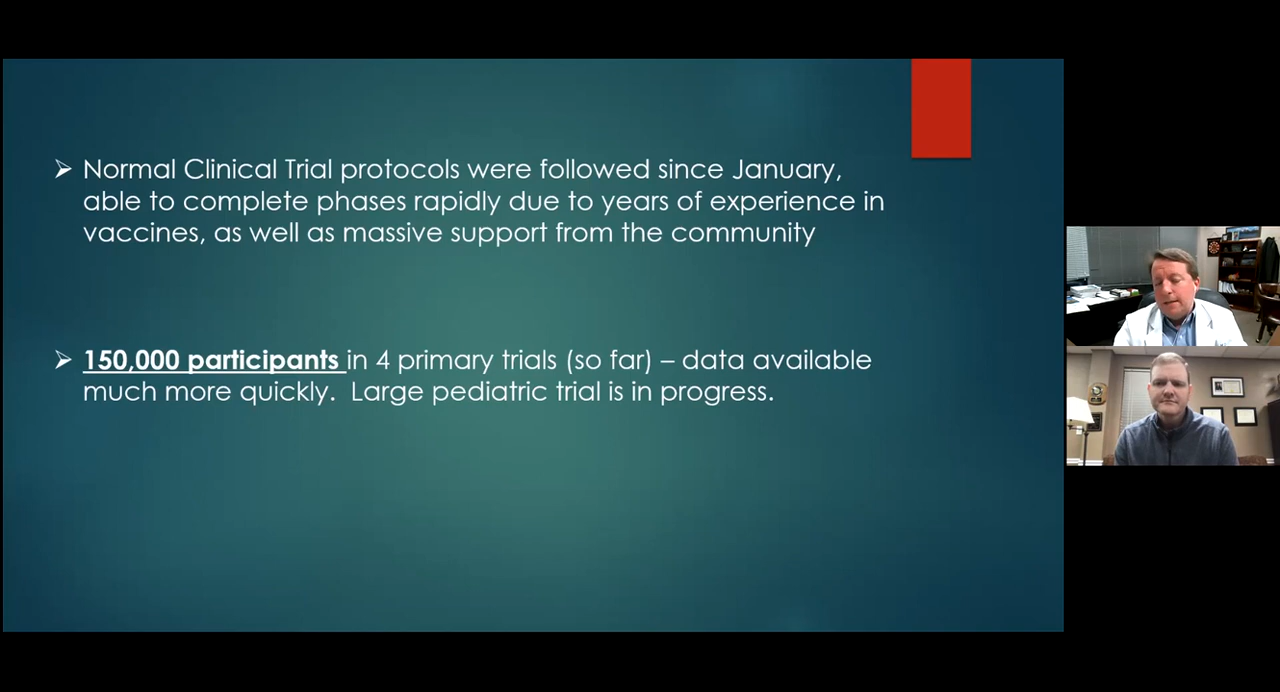 ➢ Normal Clinical Trial protocols were followed since January,
able to complete phases rapidly due to years of experience in
vaccines, as well as massive support from the community
➢ 150,000 participants in 4 primary trials (so far) – data available
much more quickly.  Large pediatric trial is in progress.